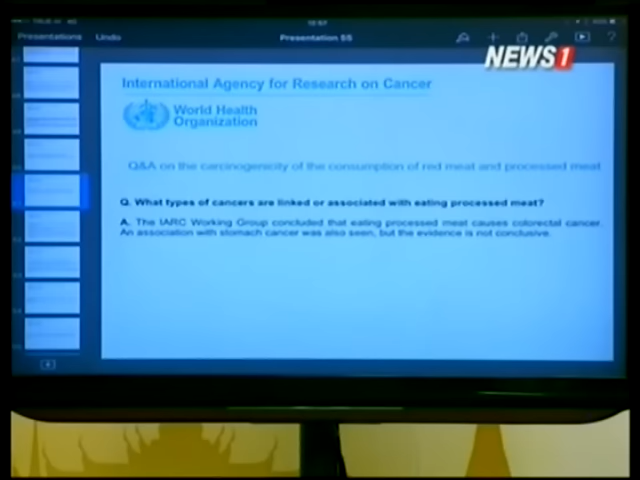 10:57
Presentations
Undo
Presentation 55
?
NEWS1
International Agency for Research on Cancer
World Health
Organization
Q&A on the carcinogenicity of the consumption of red meat and processed meat
Q. What types of cancers are linked or associated with eating processed meat?
A. The IARC Working Group concluded that eating processed meat causes colorectal cancer.
An association with stomach cancer was also seen, but the evidence is not conclusive.